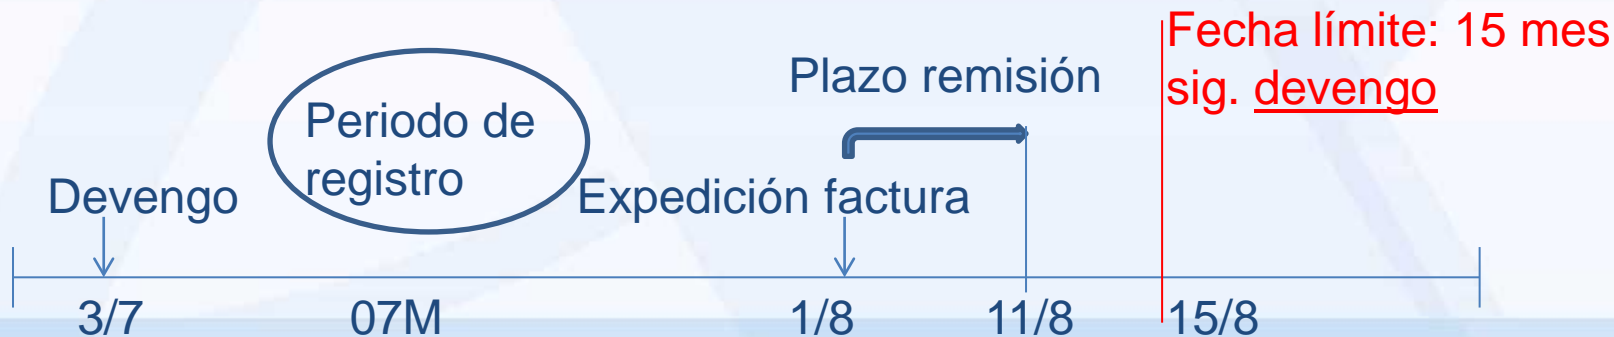 Fecha límite: 15 mes
sig. devengo
Plazo remisión
Periodo de
registro
Devengo
Expedición factura
3/7
07M
1/8
11/8
15/8